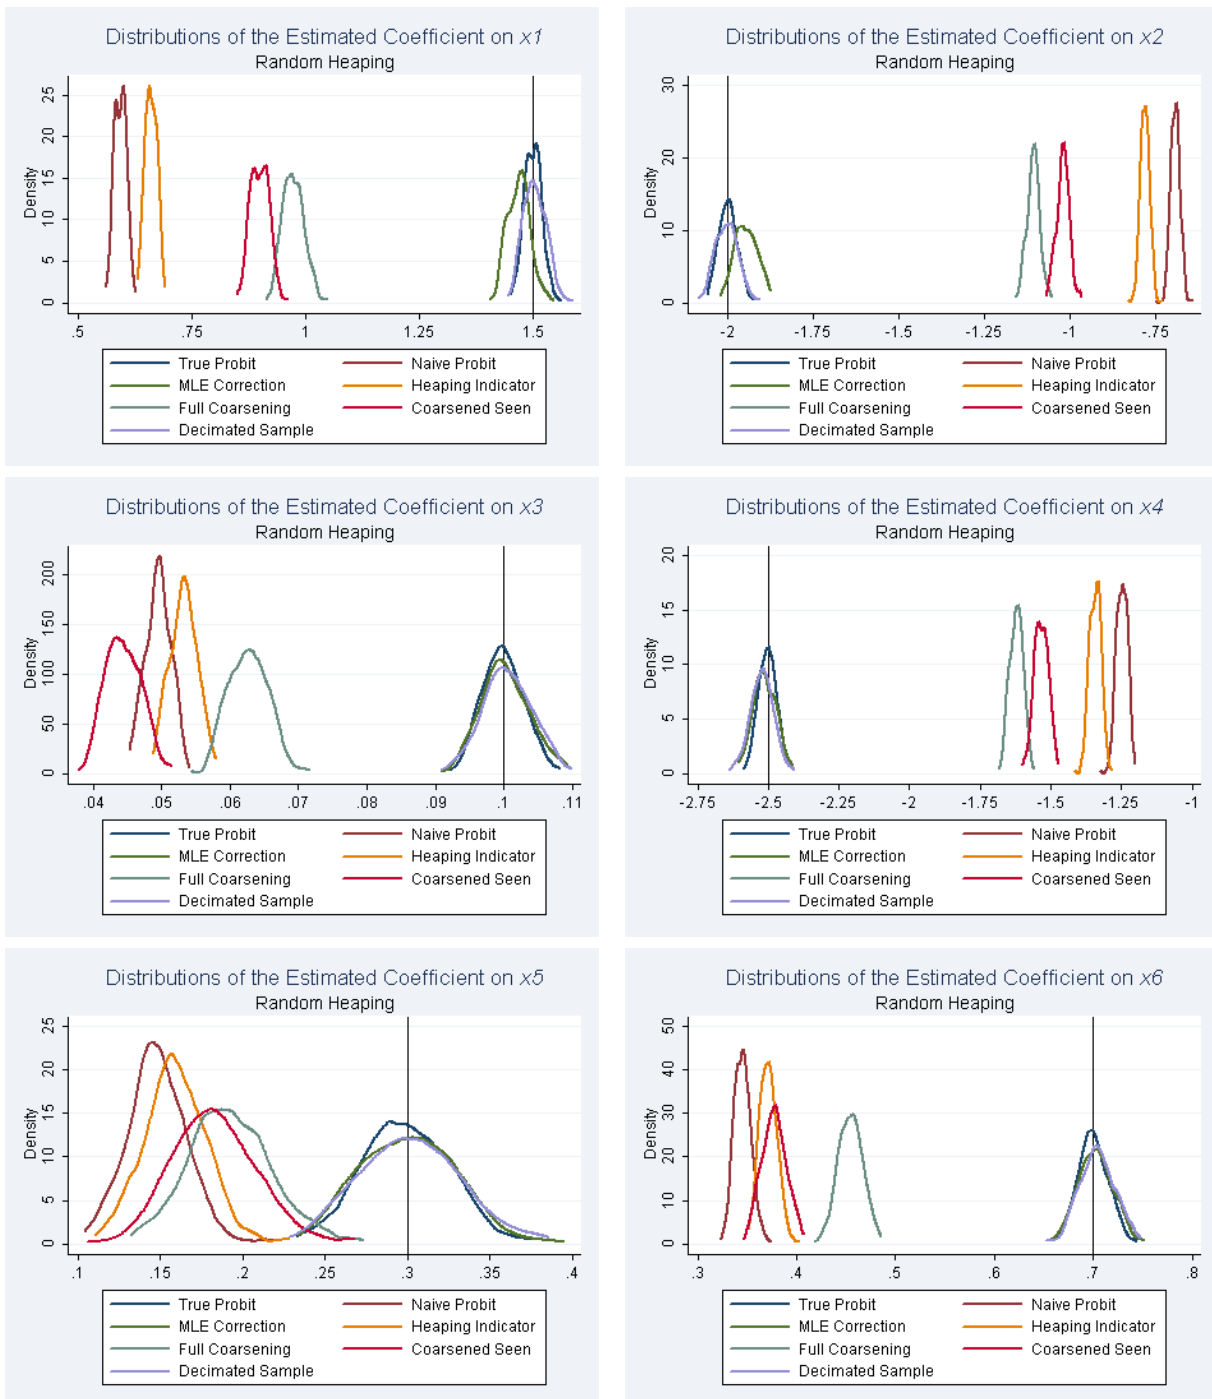 Distributions of the Estimated Coefficient on x1
Random Heaping
Density
0 5 10 15 20 25
.5 .75 1 1.25 1.5
True Probit Naive Probit
MLE Correction Heaping Indicator
Full Coarsening Coarsened Seen
Decimated Sample
Distributions of the Estimated Coefficient on x2
Random Heaping
Density
0 10 20 30
-2 -1.75 -1.5 -1.25 -1 -.75
True Probit Naive Probit
MLE Correction Heaping Indicator
Full Coarsening Coarsened Seen
Decimated Sample
Distributions of the Estimated Coefficient on x3
Random Heaping
Density
0 50 100 150 200
.04 .05 .06 .07 .08 .09 .1 .11
True Probit Naive Probit
MLE Correction Heaping Indicator
Full Coarsening Coarsened Seen
Decimated Sample
Distributions of the Estimated Coefficient on x4
Random Heaping
Density
0 5 10 15 20
-2.75 -2.5 -2.25 -2 -1.75 -1.5 -1.25 -1
True Probit Naive Probit
MLE Correction Heaping Indicator
Full Coarsening Coarsened Seen
Decimated Sample
Distributions of the Estimated Coefficient on x5
Random Heaping
Density
0 5 10 15 20 25
.1 .15 .2 .25 .3 .35 .4
True Probit Naive Probit
MLE Correction Heaping Indicator
Full Coarsening Coarsened Seen
Decimated Sample
Distributions of the Estimated Coefficient on x6
Random Heaping
Density
0 10 20 30 40 50
.3 .4 .5 .6 .7 .8
True Probit Naive Probit
MLE Correction Heaping Indicator
Full Coarsening Coarsened Seen
Decimated Sample